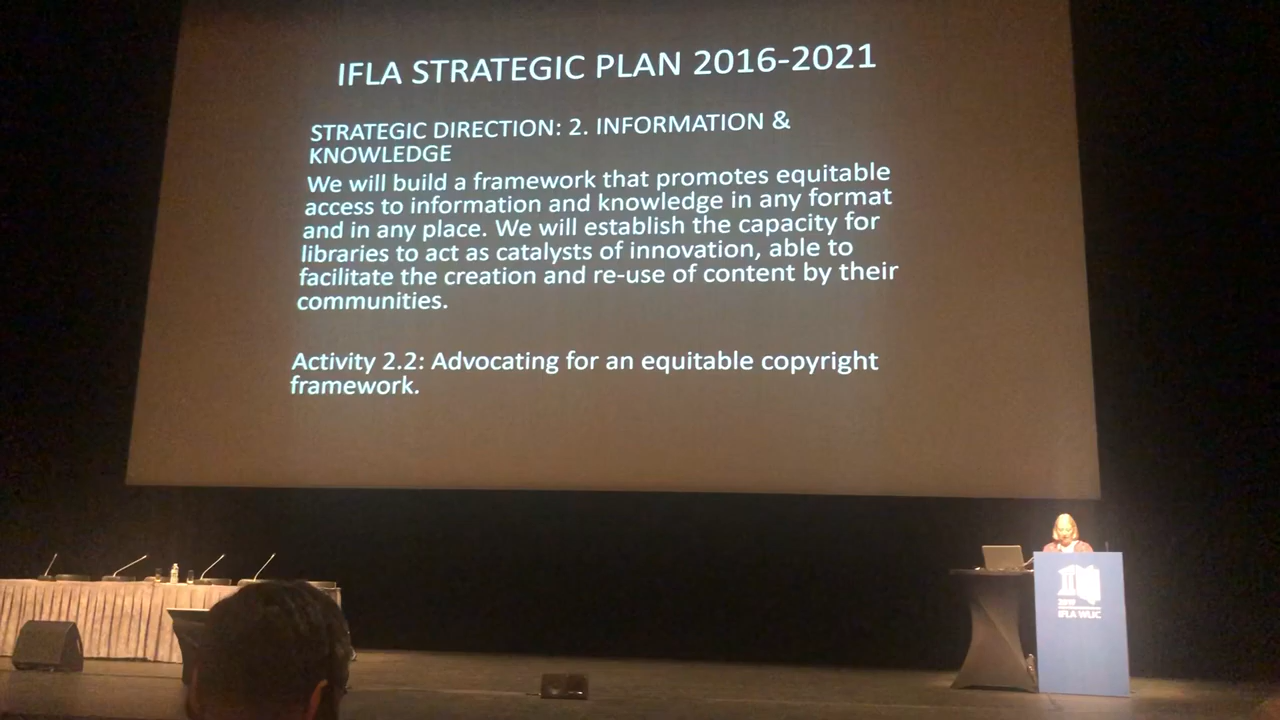 IFLA STRATEGIC PLAN 2016-2021
STRATEGIC DIRECTION: 2. INFORMATION &
KNOWLEDGE
We will build a framework that promotes equitable
access to information and knowledge in any format
and in any place. We will establish the capacity for
libraries to act as catalysts of innovation, able to
facilitate the creation and re-use of content by their
communities.
Activity 2.2: Advocating for an equitable copyright
framework.
IFLA WLIC